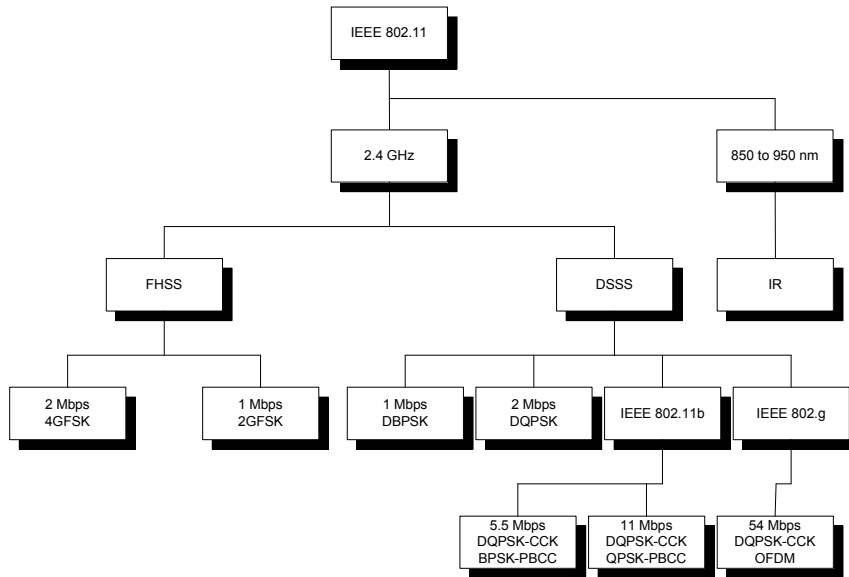 IEEE 802.11
2.4 GHz
850 to 950 nm
FHSS
DSSS
IR
2 Mbps
4GFSK
1 Mbps
2GFSK
1 Mbps
DBPSK
2 Mbps
DQPSK
IEEE 802.11b
IEEE 802.g
5.5 Mbps
DQPSK-CCK
BPSK-PBCC
11 Mbps
DQPSK-CCK
QPSK-PBCC
54 Mbps
DQPSK-CCK
OFDM